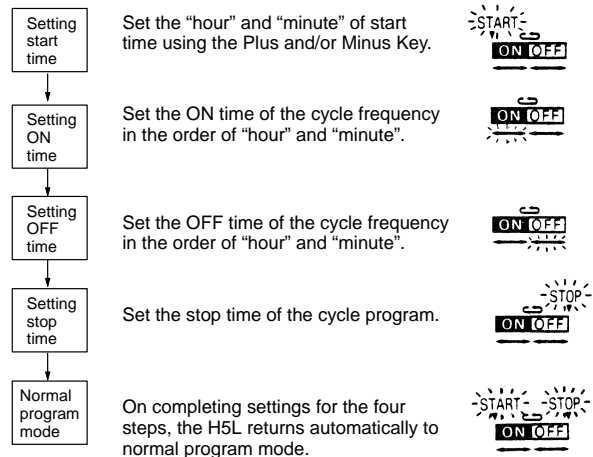 Setting
start
time
Set the “hour” and “minute” of start
time using the Plus and/or Minus Key.
START
ON OFF
Setting
ON
time
Set the ON time of the cycle frequency
in the order of “hour” and “minute”.
ON OFF
Setting
OFF
time
Set the OFF time of the cycle frequency
in the order of “hour” and “minute”.
ON OFF
Setting
stop
time
Set the stop time of the cycle program.
STOP
ON OFF
Normal
program
mode
On completing settings for the four
steps, the H5L returns automatically to
normal program mode.
START STOP
ON OFF